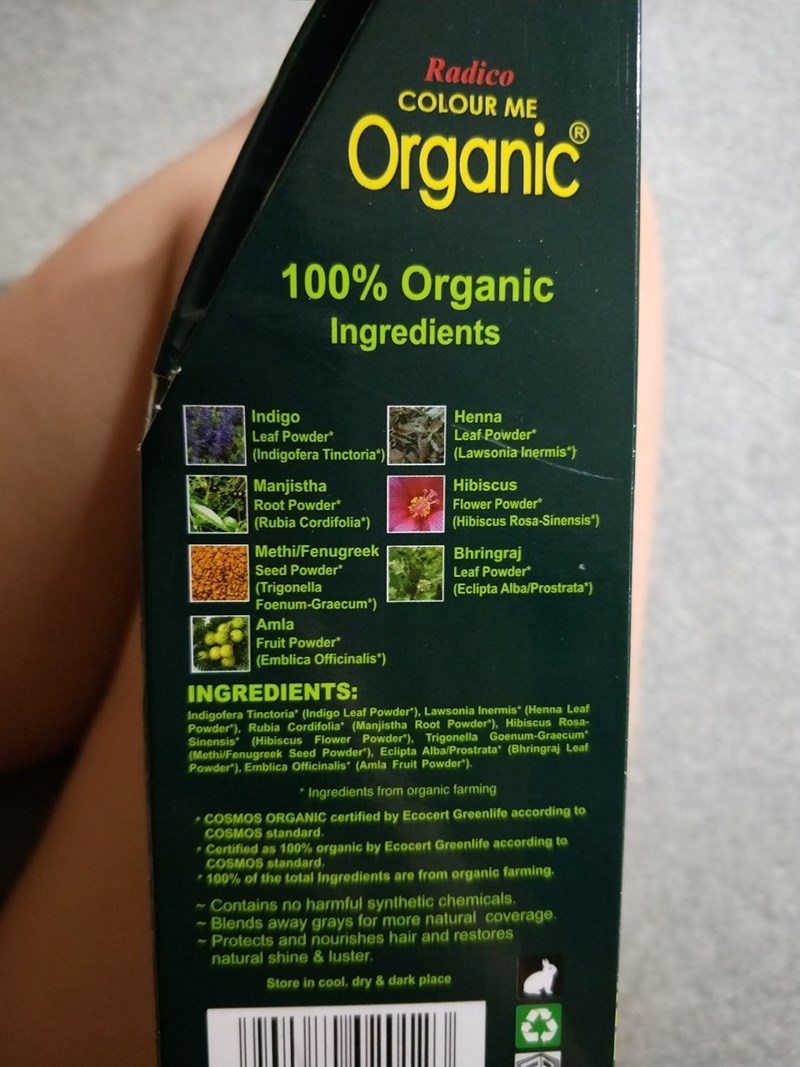 Radico
COLOUR ME
Organic®
100% Organic
Ingredients
Indigo
Leaf Powder*
(Indigofera Tinctoria*)
Henna
Leaf Powder*
(Lawsonia Inermis*)
Manjistha
Root Powder*
(Rubia Cordifolia*)
Hibiscus
Flower Powder*
(Hibiscus Rosa-Sinensis*)
Methi/Fenugreek
Seed Powder*
(Trigonella
Foenum-Graecum*)
Bhringraj
Leaf Powder*
(Eclipta Alba/Prostrata*)
Amla
Fruit Powder*
(Emblica Officinalis*)
INGREDIENTS:
Indigofera Tinctoria* (Indigo Leaf Powder*), Lawsonia Inermis* (Henna Leaf
Powder*), Rubia Cordifolia* (Manjistha Root Powder*), Hibiscus Rosa-
Sinensis* (Hibiscus Flower Powder*), Trigonella Goenum-Graecum*
(Methi/Fenugreek Seed Powder*), Eclipta Alba/Prostrata* (Bhringraj Leaf
Powder*), Emblica Officinalis* (Amla Fruit Powder*).
* Ingredients from organic farming
* COSMOS ORGANIC certified by Ecocert Greenlife according to
COSMOS standard.
* Certified as 100% organic by Ecocert Greenlife according to
COSMOS standard.
* 100% of the total Ingredients are from organic farming.
~ Contains no harmful synthetic chemicals.
~ Blends away grays for more natural coverage.
~ Protects and nourishes hair and restores
natural shine & luster.
Store in cool, dry & dark place